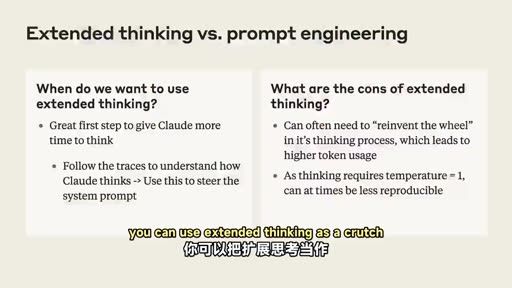 Extended thinking vs. prompt engineering
When do we want to use
extended thinking?
• Great first step to give Claude more
time to think
• Follow the traces to understand how
Claude thinks -> Use this to steer the
system prompt
What are the cons of extended
thinking?
• Can often need to “reinvent the wheel”
in it’s thinking process, which leads to
higher token usage
• As thinking requires temperature = 1,
can at times be less reproducible
you can use extended thinking as a crutch
你可以把扩展思考当作